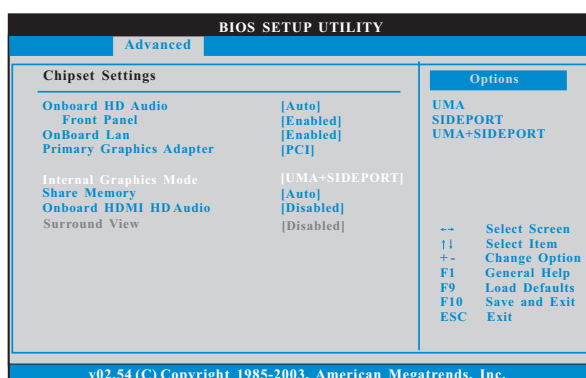 BIOS SETUP UTILITY
Advanced
Chipset Settings
Onboard HD Audio [Auto]
Front Panel [Enabled]
OnBoard Lan [Enabled]
Primary Graphics Adapter [PCI]
Internal Graphics Mode [UMA+SIDEPORT]
Share Memory [Auto]
Onboard HDMI HD Audio [Disabled]
Surround View [Disabled]
Options
UMA
SIDEPORT
UMA+SIDEPORT
←→ Select Screen
↑↓ Select Item
+- Change Option
F1 General Help
F9 Load Defaults
F10 Save and Exit
ESC Exit
v02.54 (C) Copyright 1985-2003, American Megatrends, Inc.